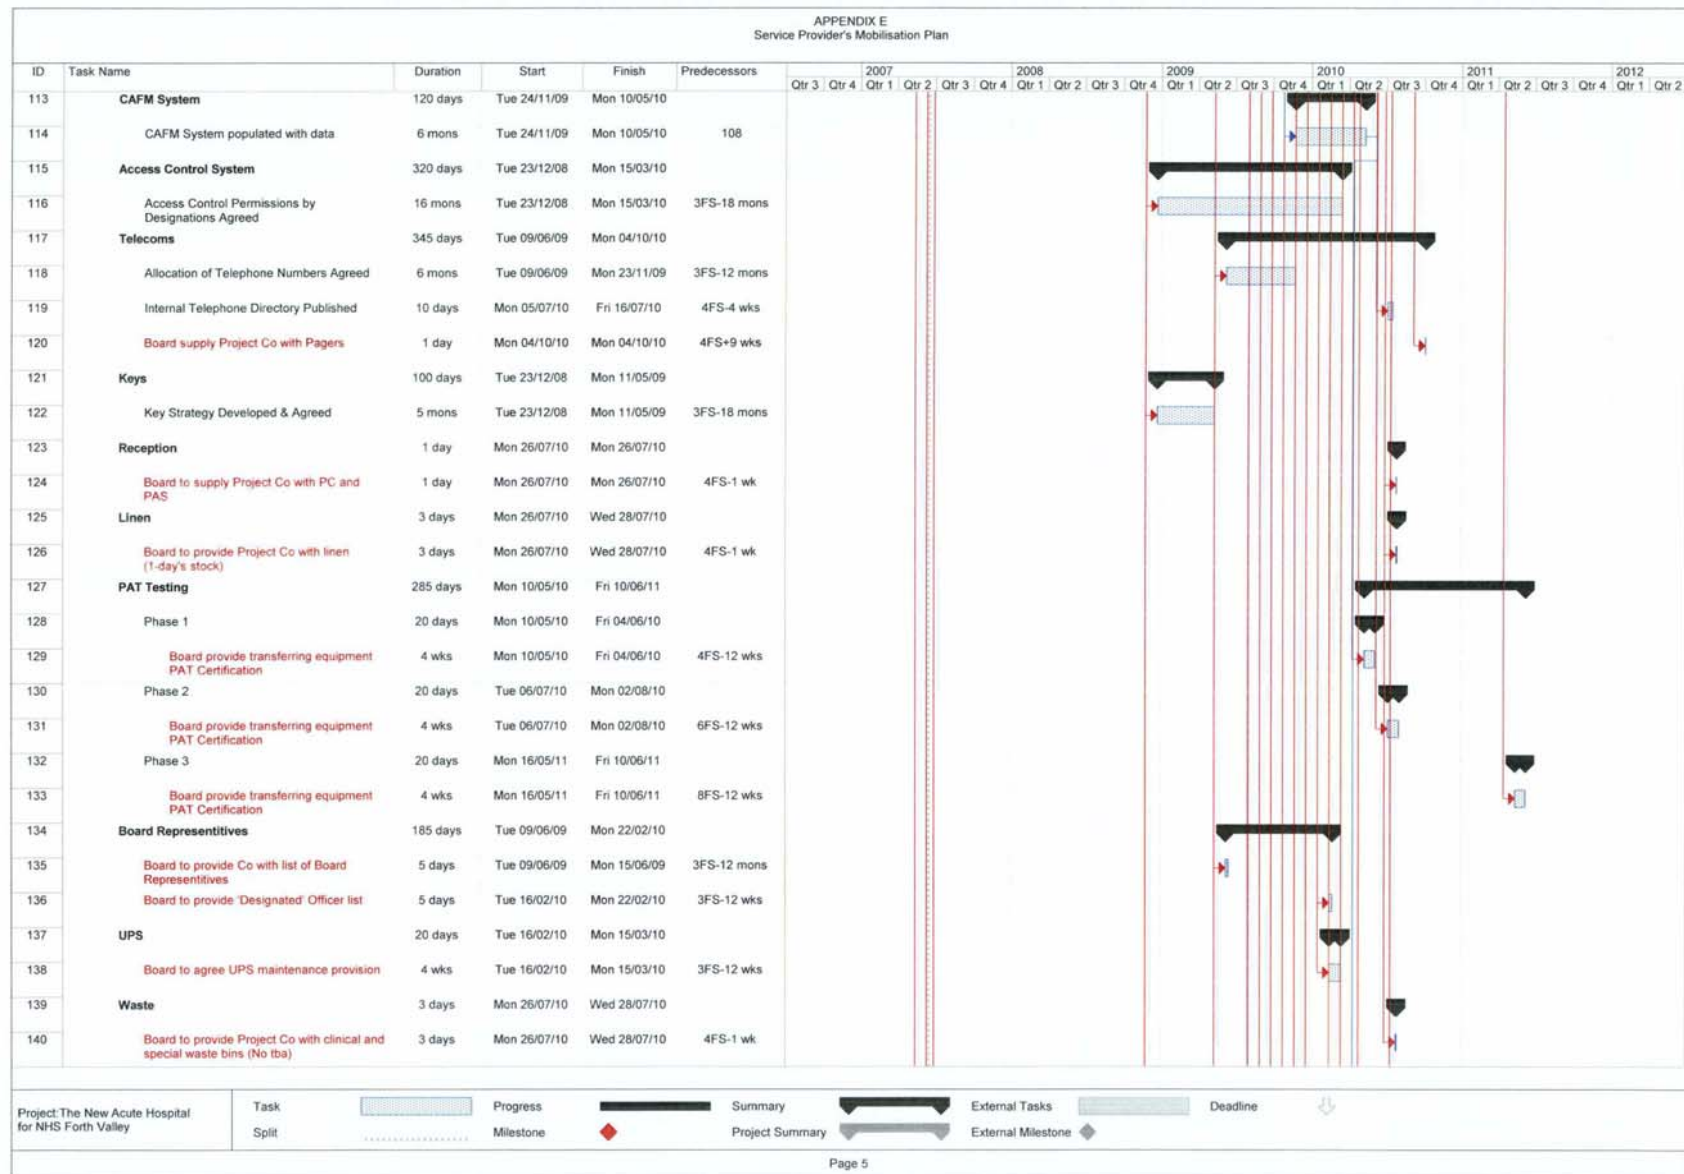 APPENDIX E
Service Provider's Mobilisation Plan
ID Task Name Duration Start Finish Predecessors 2007 2008 2009 2010 2011 2012
Qtr 3 Qtr 4 Qtr 1 Qtr 2 Qtr 3 Qtr 4 Qtr 1 Qtr 2 Qtr 3 Qtr 4 Qtr 1 Qtr 2 Qtr 3 Qtr 4 Qtr 1 Qtr 2 Qtr 3 Qtr 4 Qtr 1 Qtr 2 Qtr 3 Qtr 4 Qtr 1 Qtr 2
113 CAFM System 120 days Tue 24/11/09 Mon 10/05/10
114 CAFM System populated with data 6 mons Tue 24/11/09 Mon 10/05/10 108
115 Access Control System 320 days Tue 23/12/08 Mon 15/03/10
116 Access Control Permissions by 16 mons Tue 23/12/08 Mon 15/03/10 3FS-18 mons
Designations Agreed
117 Telecoms 345 days Tue 09/06/09 Mon 04/10/10
118 Allocation of Telephone Numbers Agreed 6 mons Tue 09/06/09 Mon 23/11/09 3FS-12 mons
119 Internal Telephone Directory Published 10 days Mon 05/07/10 Fri 16/07/10 4FS-4 wks
120 Board supply Project Co with Pagers 1 day Mon 04/10/10 Mon 04/10/10 4FS+9 wks
121 Keys 100 days Tue 23/12/08 Mon 11/05/09
122 Key Strategy Developed & Agreed 5 mons Tue 23/12/08 Mon 11/05/09 3FS-18 mons
123 Reception 1 day Mon 26/07/10 Mon 26/07/10
124 Board to supply Project Co with PC and 1 day Mon 26/07/10 Mon 26/07/10 4FS-1 wk
PAS
125 Linen 3 days Mon 26/07/10 Wed 28/07/10
126 Board to provide Project Co with linen 3 days Mon 26/07/10 Wed 28/07/10 4FS-1 wk
(1-day's stock)
127 PAT Testing 285 days Mon 10/05/10 Fri 10/06/11
128 Phase 1 20 days Mon 10/05/10 Fri 04/06/10
129 Board provide transferring equipment 4 wks Mon 10/05/10 Fri 04/06/10 4FS-12 wks
PAT Certification
130 Phase 2 20 days Tue 06/07/10 Mon 02/08/10
131 Board provide transferring equipment 4 wks Tue 06/07/10 Mon 02/08/10 6FS-12 wks
PAT Certification
132 Phase 3 20 days Mon 16/05/11 Fri 10/06/11
133 Board provide transferring equipment 4 wks Mon 16/05/11 Fri 10/06/11 8FS-12 wks
PAT Certification
134 Board Representitives 185 days Tue 09/06/09 Mon 22/02/10
135 Board to provide Co with list of Board 5 days Tue 09/06/09 Mon 15/06/09 3FS-12 mons
Representitives
136 Board to provide 'Designated' Officer list 5 days Tue 16/02/10 Mon 22/02/10 3FS-12 wks
137 UPS 20 days Tue 16/02/10 Mon 15/03/10
138 Board to agree UPS maintenance provision 4 wks Tue 16/02/10 Mon 15/03/10 3FS-12 wks
139 Waste 3 days Mon 26/07/10 Wed 28/07/10
140 Board to provide Project Co with clinical and 3 days Mon 26/07/10 Wed 28/07/10 4FS-1 wk
special waste bins (No tba)
Project:The New Acute Hospital
for NHS Forth Valley
Task Progress Summary External Tasks Deadline
Split Milestone Project Summary External Milestone
Page 5